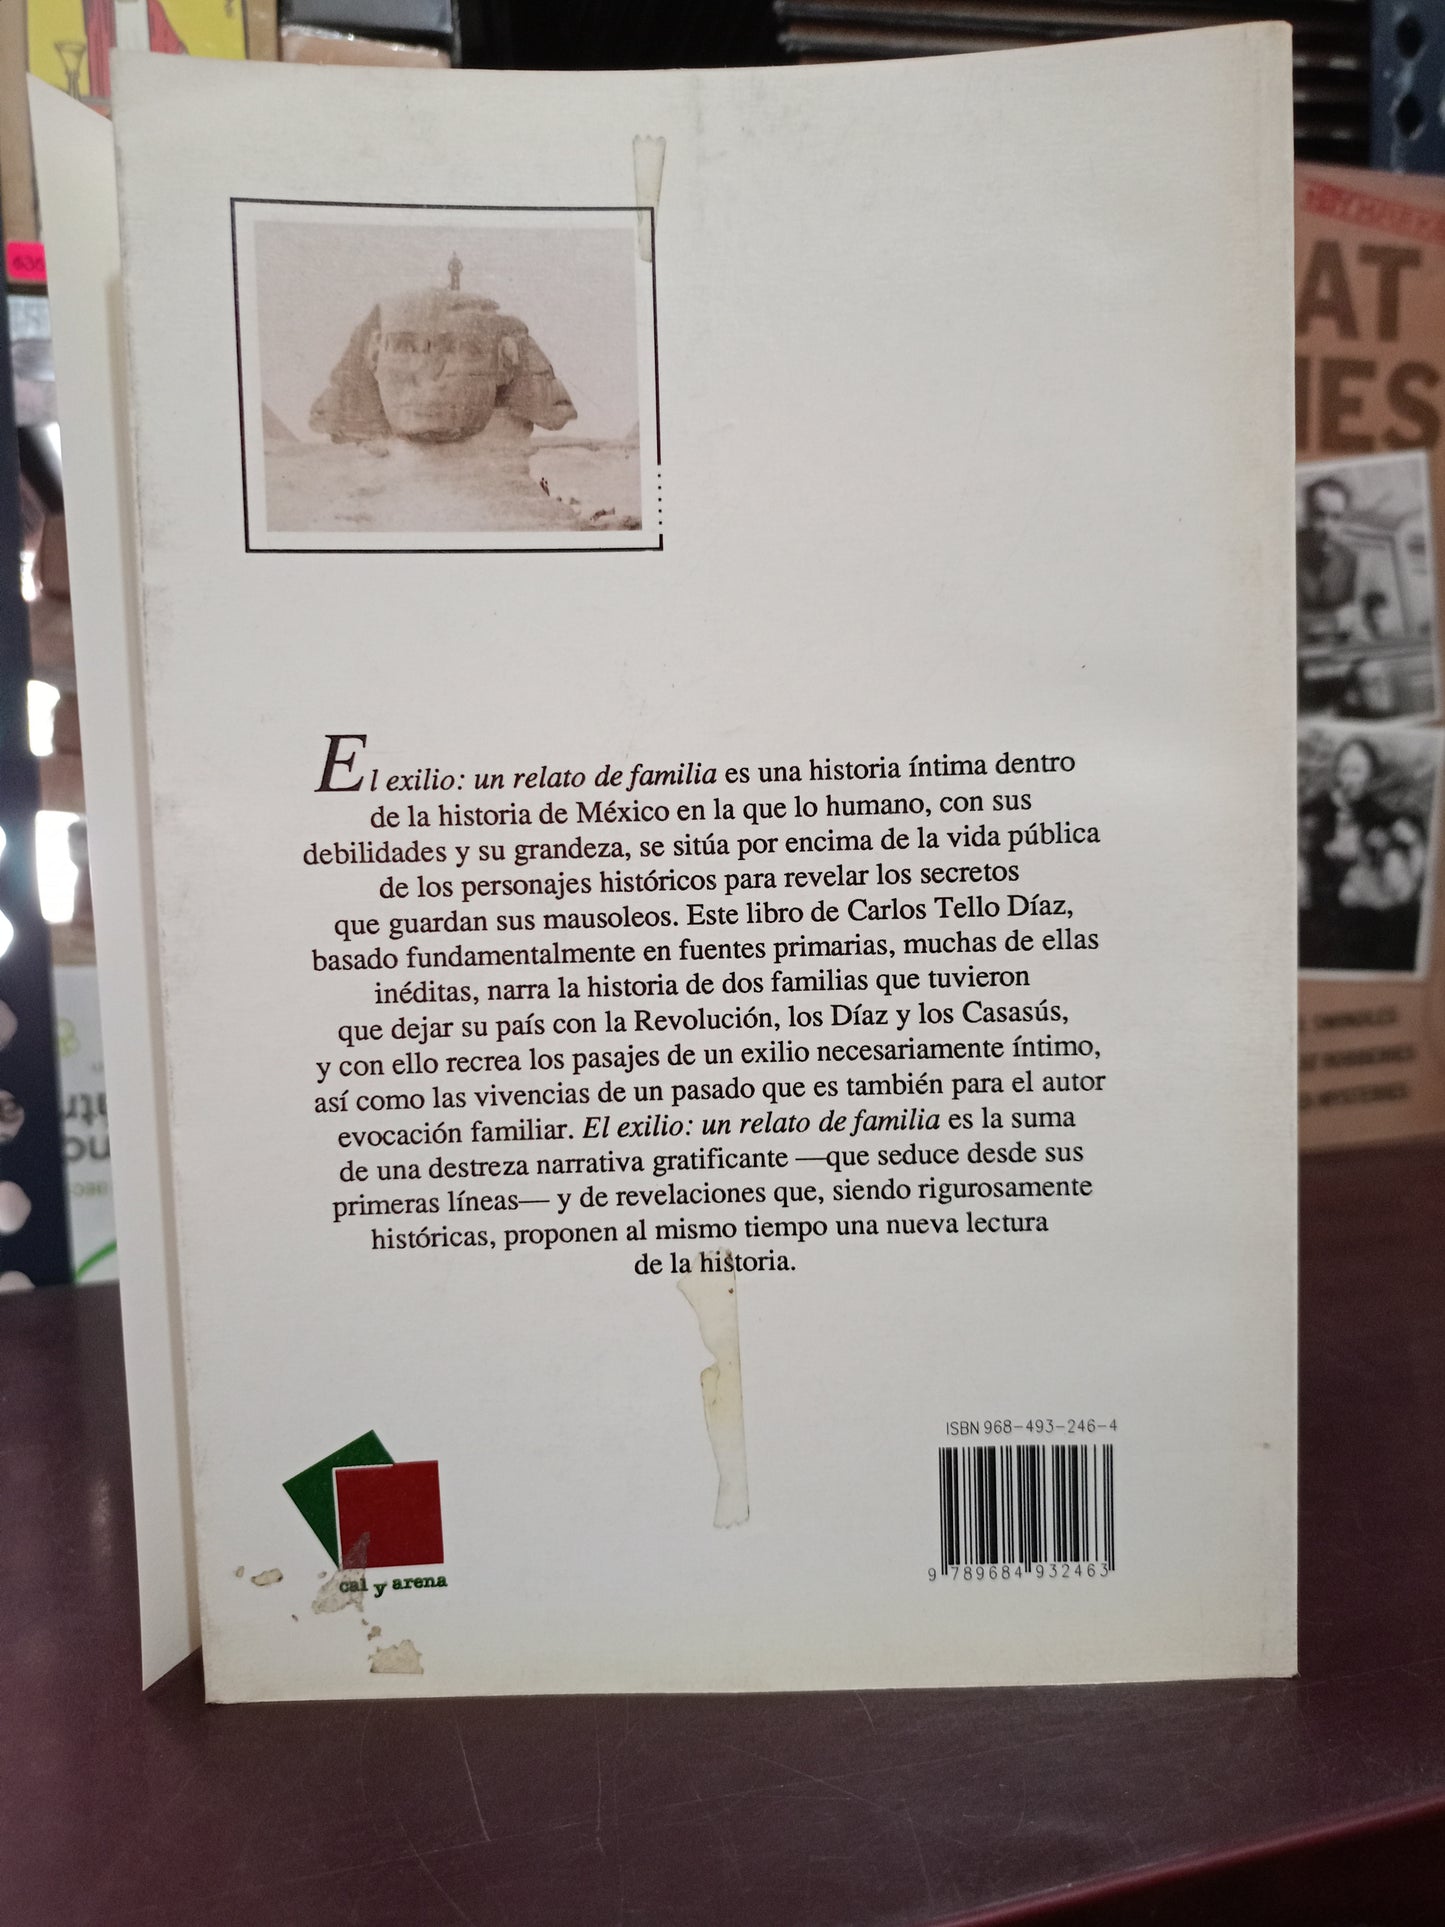 El exilio: un relato de familia es una historia íntima dentro
de la historia de México en la que lo humano, con sus
debilidades y su grandeza, se sitúa por encima de la vida pública
de los personajes históricos para revelar los secretos
que guardan sus mausoleos. Este libro de Carlos Tello Díaz,
basado fundamentalmente en fuentes primarias, muchas de ellas
inéditas, narra la historia de dos familias que tuvieron
que dejar su país con la Revolución, los Díaz y los Casasús,
y con ello recrea los pasajes de un exilio necesariamente íntimo,
así como las vivencias de un pasado que es también para el autor
evocación familiar. El exilio: un relato de familia es la suma
de una destreza narrativa gratificante —que seduce desde sus
primeras líneas— y de revelaciones que, siendo rigurosamente
históricas, proponen al mismo tiempo una nueva lectura
de la historia.
cal y arena
ISBN 968-493-246-4
9 789684 932463
AT
IES